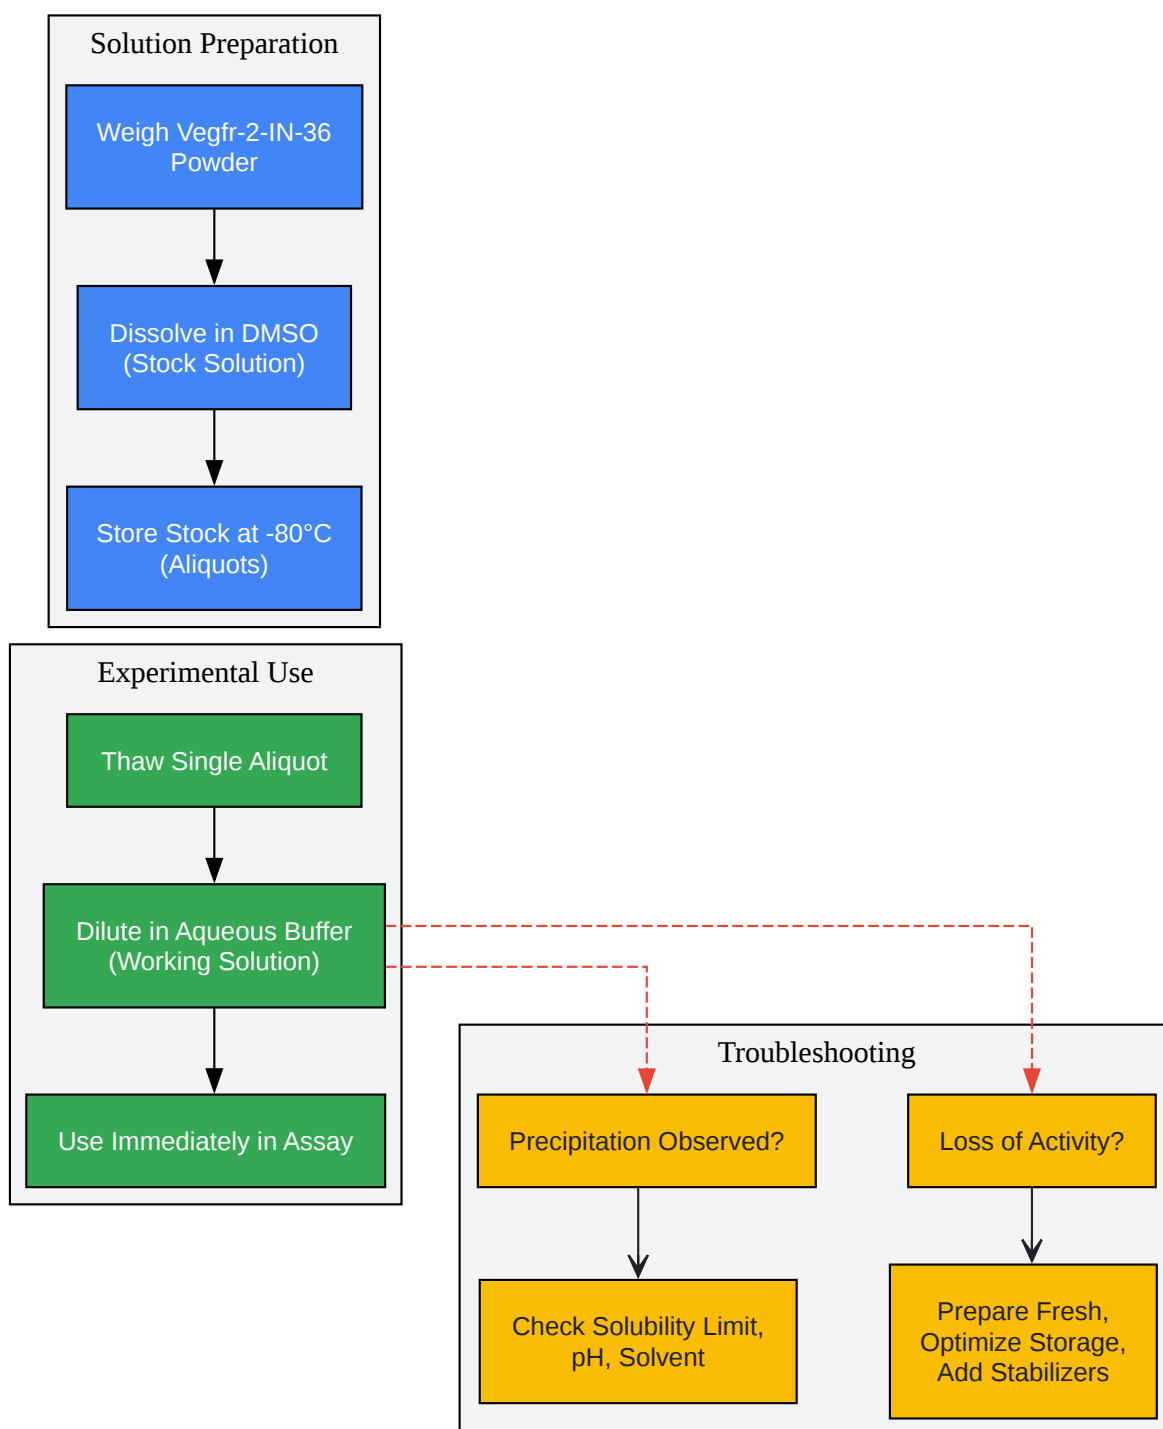 Solution Preparation
Weigh Vegfr-2-IN-36
Powder
Dissolve in DMSO
(Stock Solution)
Store Stock at -80°C
(Aliquots)
Experimental Use
Thaw Single Aliquot
Dilute in Aqueous Buffer
(Working Solution)
Use Immediately in Assay
Troubleshooting
Precipitation Observed?
Loss of Activity?
Check Solubility Limit,
pH, Solvent
Prepare Fresh,
Optimize Storage,
Add Stabilizers